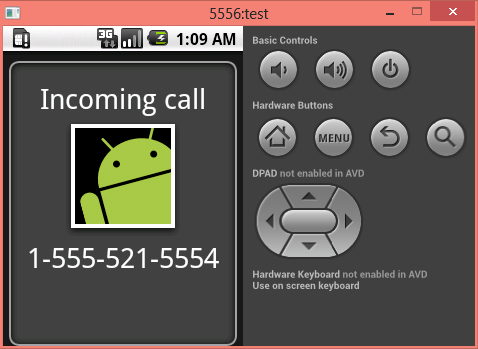 5556:test
3G
1:09 AM
Incoming call
1-555-521-5554
Basic Controls
Hardware Buttons
MENU
DPAD not enabled in AVD
Hardware Keyboard not enabled in AVD
Use on screen keyboard